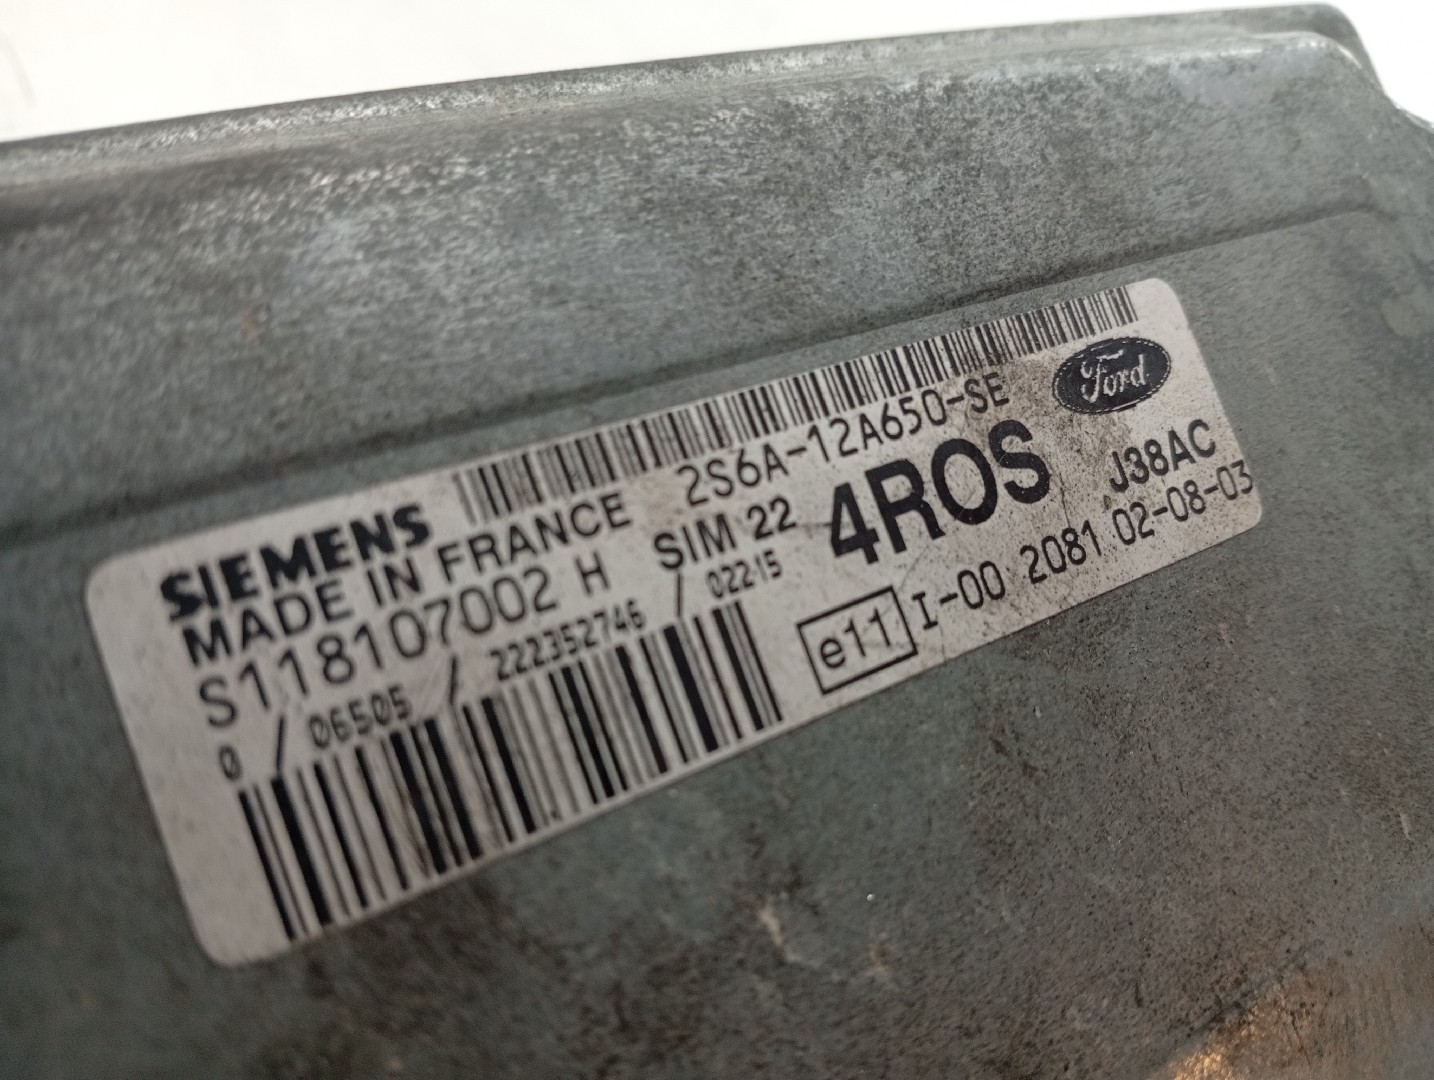 2S6A-12A650-SE
Ford
SIEMENS
MADE IN FRANCE
SIM 22
4ROS
J38AC
S118107002 H
02-08-03
0 / 06505 / 222352746 / 02215
e11
I-00 2081